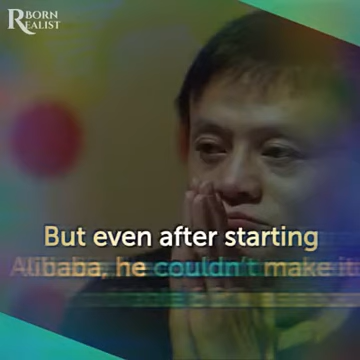 BORN
REALIST
But even after starting
Alibaba, he couldn't make it